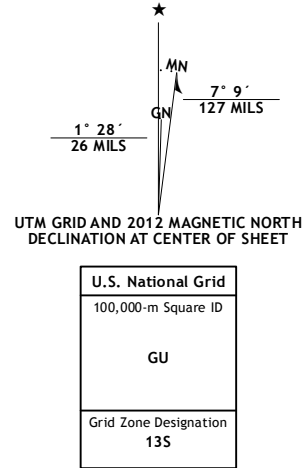 MN
GN
7° 9´
127 MILS
1° 28´
26 MILS
UTM GRID AND 2012 MAGNETIC NORTH
DECLINATION AT CENTER OF SHEET
U.S. National Grid
100,000-m Square ID
GU
Grid Zone Designation
13S